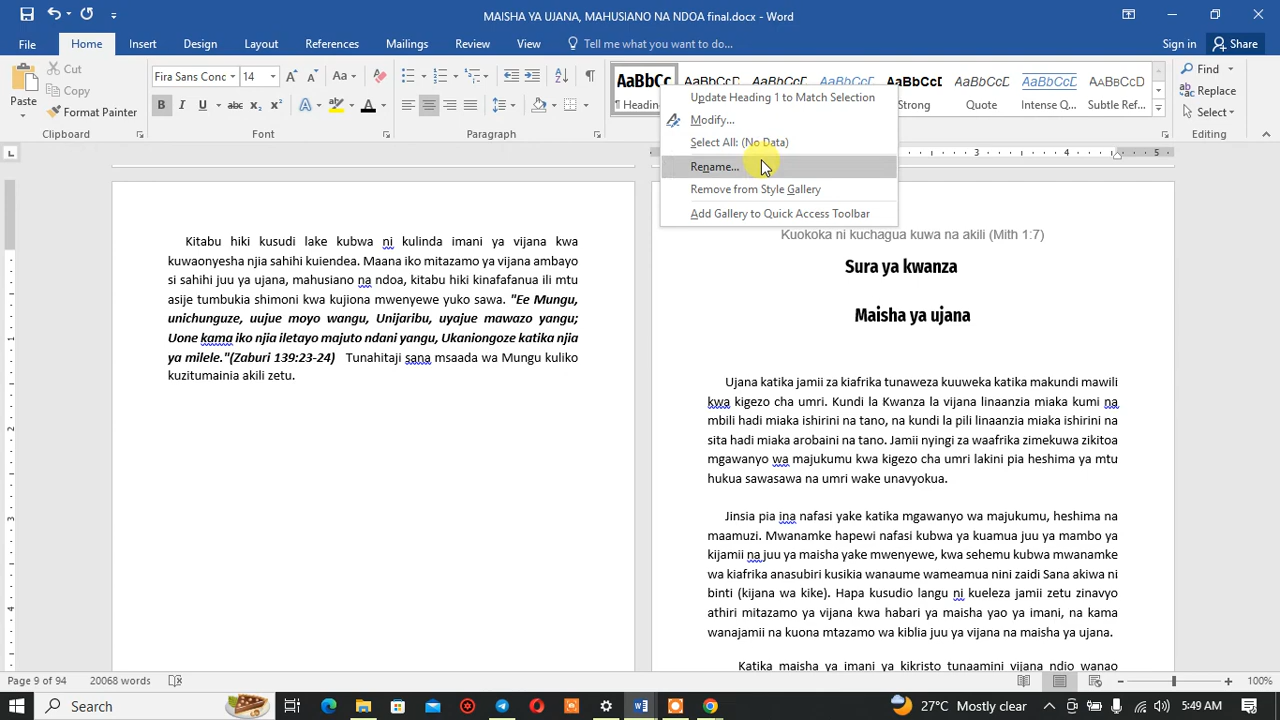 MAISHA YA UJANA, MAHUSIANO NA NDOA final.docx - Word
File Home Insert Design Layout References Mailings Review View Tell me what you want to do... Sign in Share
Cut
Copy
Format Painter
Paste
Clipboard
Fira Sans Conc 14
Font
Paragraph
AaBbCc AaBbCcD AaBbCcD
¶ Heading
Strong Quote Intense Q... Subtle Ref...
Find
Replace
Select
Editing
Update Heading 1 to Match Selection
Modify...
Select All: (No Data)
Rename...
Remove from Style Gallery
Add Gallery to Quick Access Toolbar
Kitabu hiki kusudi lake kubwa ni kulinda imani ya vijana kwa
kuwaonyesha njia sahihi kuiendea. Maana iko mitazamo ya vijana ambayo
si sahihi juu ya ujana, mahusiano na ndoa, kitabu hiki kinafafanua ili mtu
asije tumbukia shimoni kwa kujiona mwenyewe yuko sawa. "Ee Mungu,
unichunguze, uujue moyo wangu, Unijaribu, uyajue mawazo yangu;
Uone kama iko njia iletayo majuto ndani yangu, Ukaniongoze katika njia
ya milele."(Zaburi 139:23-24) Tunahitaji sana msaada wa Mungu kuliko
kuzitumainia akili zetu.
Kuokoka ni kuchagua kuwa na akili (Mith 1:7)
Sura ya kwanza
Maisha ya ujana
Ujana katika jamii za kiafrika tunaweza kuuweka katika makundi mawili
kwa kigezo cha umri. Kundi la Kwanza la vijana linaanzia miaka kumi na
mbili hadi miaka ishirini na tano, na kundi la pili linaanzia miaka ishirini na
sita hadi miaka arobaini na tano. Jamii nyingi za waafrika zimekuwa zikitoa
mgawanyo wa majukumu kwa kigezo cha umri lakini pia heshima ya mtu
hukua sawasawa na umri wake unavyokua.
Jinsia pia ina nafasi yake katika mgawanyo wa majukumu, heshima na
maamuzi. Mwanamke hapewi nafasi kubwa ya kuamua juu ya mambo ya
kijamii na juu ya maisha yake mwenyewe, kwa sehemu kubwa mwanamke
wa kiafrika anasubiri kusikia wanaume wameamua nini zaidi Sana akiwa ni
binti (kijana wa kike). Hapa kusudio langu ni kueleza jamii zetu zinavyo
athiri mitazamo ya vijana kwa habari ya maisha yao ya imani, na kama
wanajamii na kuona mtazamo wa kiblia juu ya vijana na maisha ya ujana.
Katika maisha ya imani ya kikristo tunaamini vijana ndio wanao
Page 9 of 94 20068 words 100%
Search 27°C Mostly clear 5:49 AM